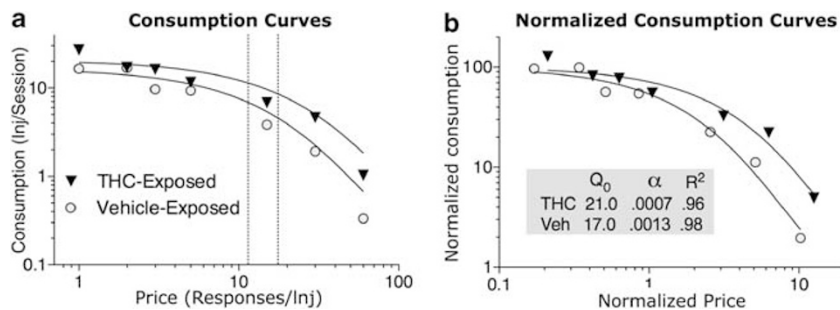 a
Consumption Curves
Consumption (Inj/Session)
10
1
0.1
THC-Exposed
Vehicle-Exposed
1
10
100
Price (Responses/Inj)
b
Normalized Consumption Curves
Normalized consumption
100
10
1
Q0 α R2
THC 21.0 .0007 .96
Veh 17.0 .0013 .98
0.1
1
10
Normalized Price